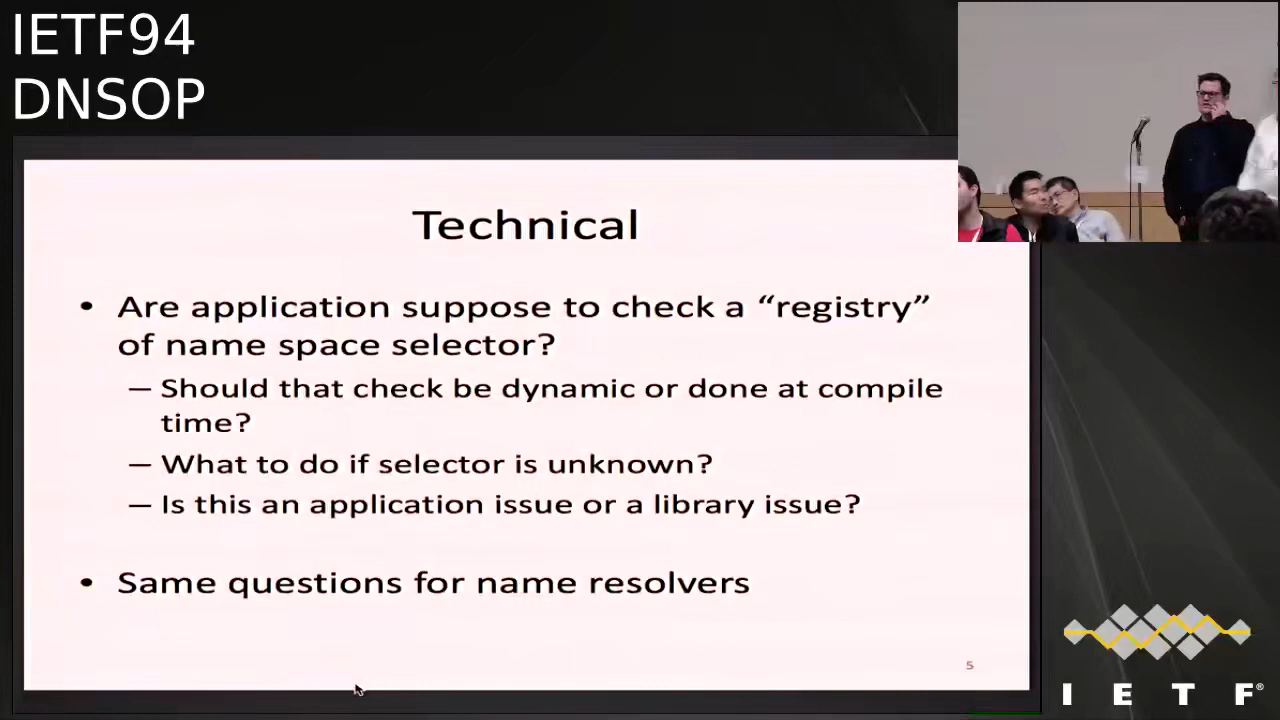 IETF94
DNSOP
Technical
• Are application suppose to check a “registry”
of name space selector?
– Should that check be dynamic or done at compile
time?
– What to do if selector is unknown?
– Is this an application issue or a library issue?
• Same questions for name resolvers
5
I E T F®